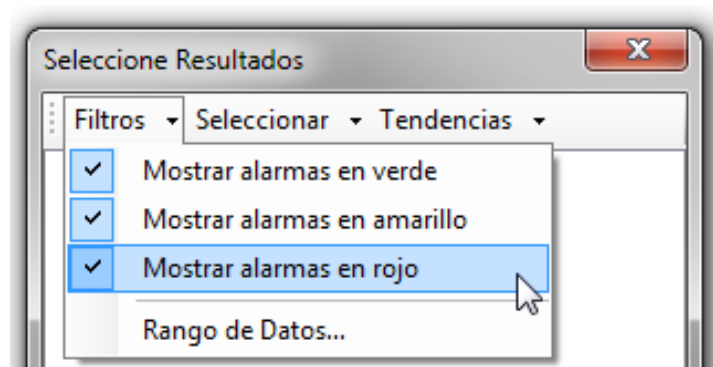 Seleccione Resultados
Filtros Seleccionar Tendencias
Mostrar alarmas en verde
Mostrar alarmas en amarillo
Mostrar alarmas en rojo
Rango de Datos...